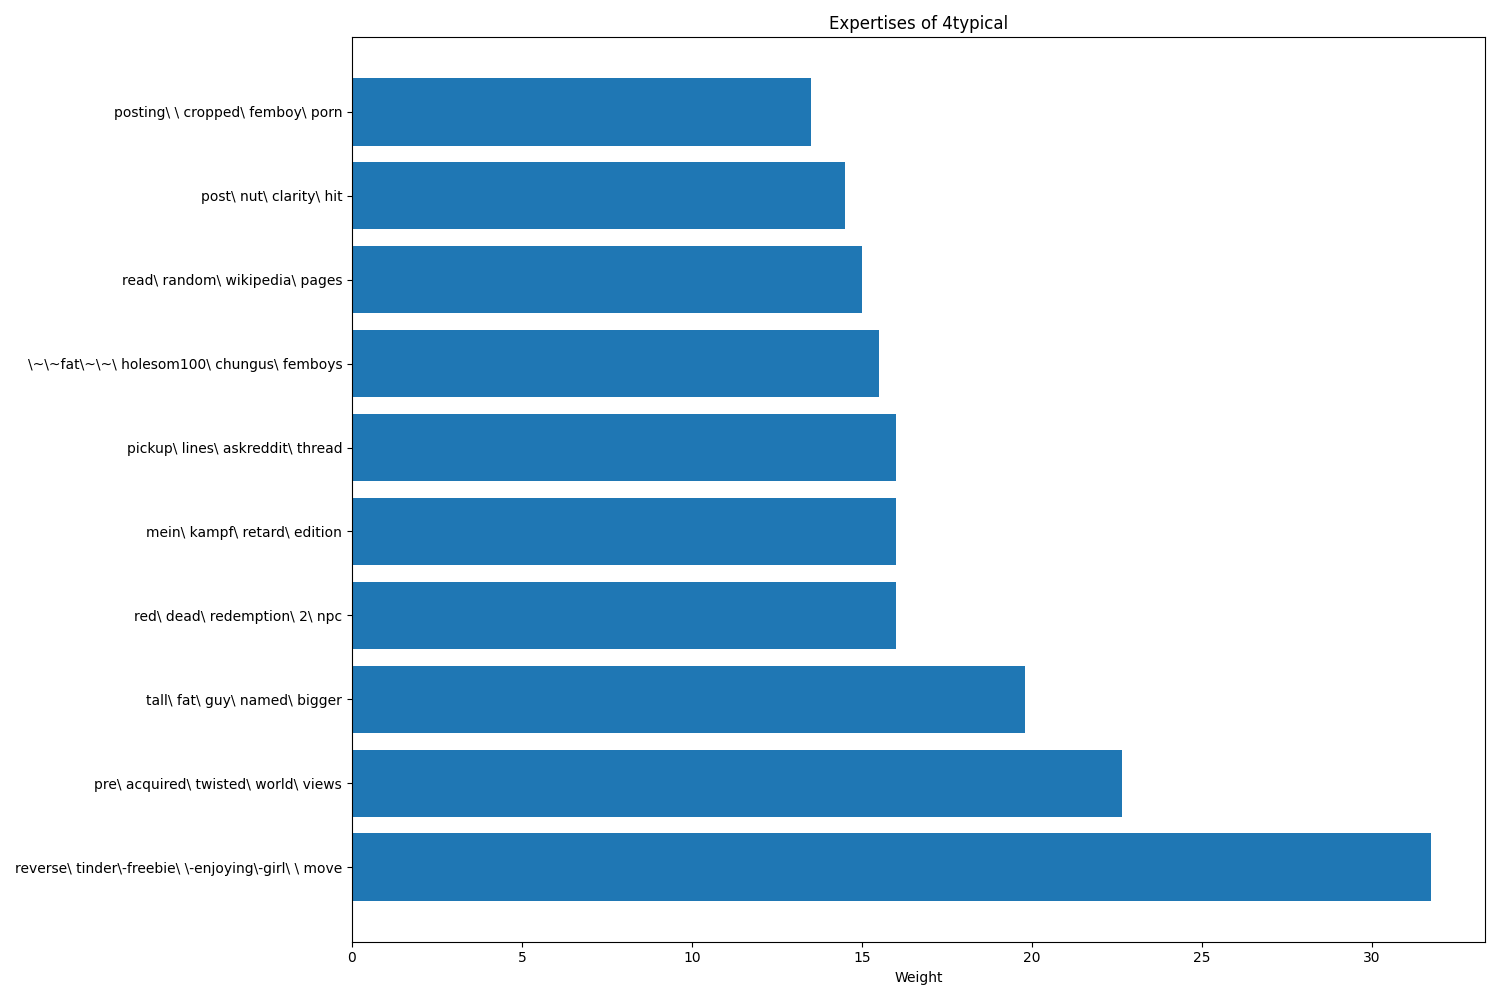 Expertises of 4typical
posting\ \ cropped\ femboy\ porn
post\ nut\ clarity\ hit
read\ random\ wikipedia\ pages
\~\~fat\~\~\ holesom100\ chungus\ femboys
pickup\ lines\ askreddit\ thread
mein\ kampf\ retard\ edition
red\ dead\ redemption\ 2\ npc
tall\ fat\ guy\ named\ bigger
pre\ acquired\ twisted\ world\ views
reverse\ tinder\-freebie\ \-enjoying\-girl\ \ move
0 5 10 15 20 25 30
Weight